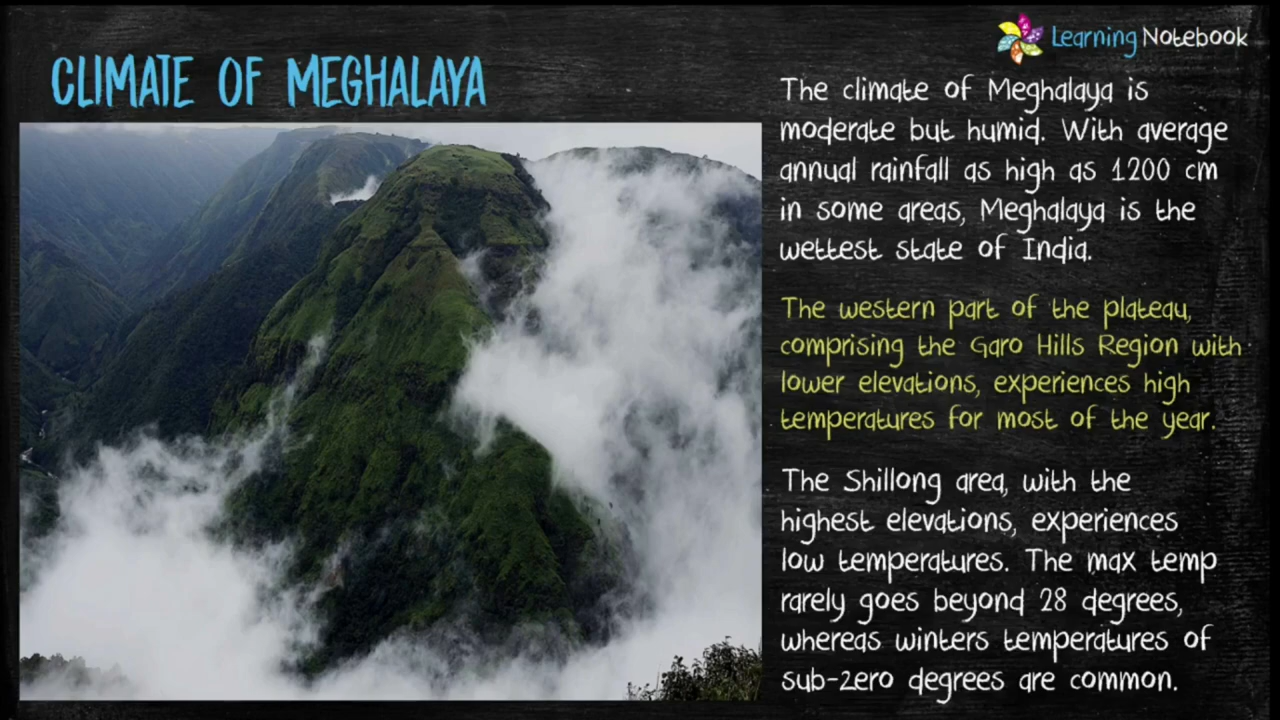 Learning Notebook
CLIMATE OF MEGHALAYA
The climate of Meghalaya is
moderate but humid. With average
annual rainfall as high as 1200 cm
in some areas, Meghalaya is the
wettest state of India.
The western part of the plateau,
comprising the Garo Hills Region with
lower elevations, experiences high
temperatures for most of the year.
The Shillong area, with the
highest elevations, experiences
low temperatures. The max temp
rarely goes beyond 28 degrees,
whereas winters temperatures of
sub-zero degrees are common.